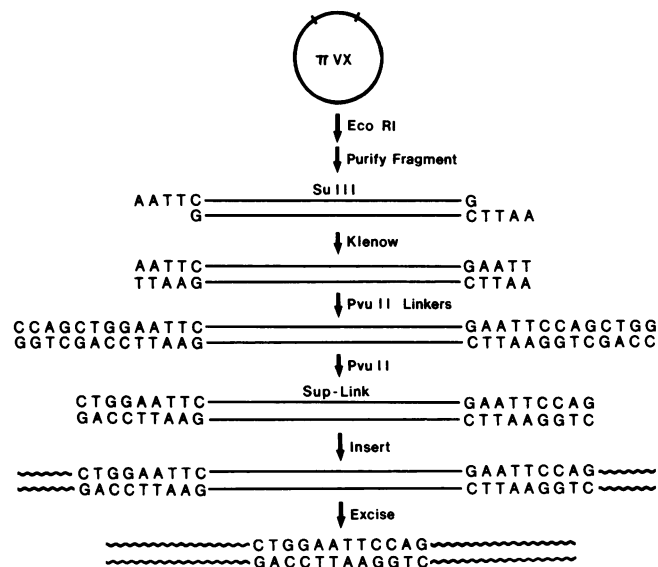 π VX
Eco RI
Purify Fragment
Su III
AATTC G
G CTTAA
Klenow
AATTC GAATT
TTAAG CTTAA
Pvu II Linkers
CCAGCTGGAATTC GAATTCCAGCTGG
GGTCGACCTTAAG CTTAAGGTCGACC
Pvu II
Sup-Link
CTGGAATTC GAATTCCAG
GACCTTAAG CTTAAGGTC
Insert
CTGGAATTC GAATTCCAG
GACCTTAAG CTTAAGGTC
Excise
CTGGAATTCCAG
GACCTTAAGGTC